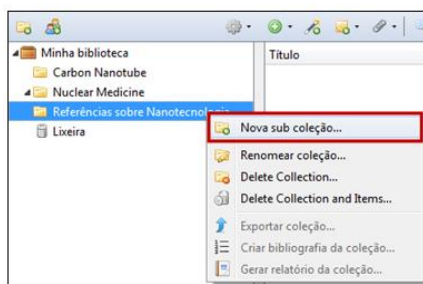 Minha biblioteca
Título
Carbon Nanotube
Nuclear Medicine
Referências sobre Nanotecnologia
Lixeira
Nova sub coleção...
Renomear coleção...
Delete Collection...
Delete Collection and Items...
Exportar coleção...
Criar bibliografia da coleção...
Gerar relatório da coleção...